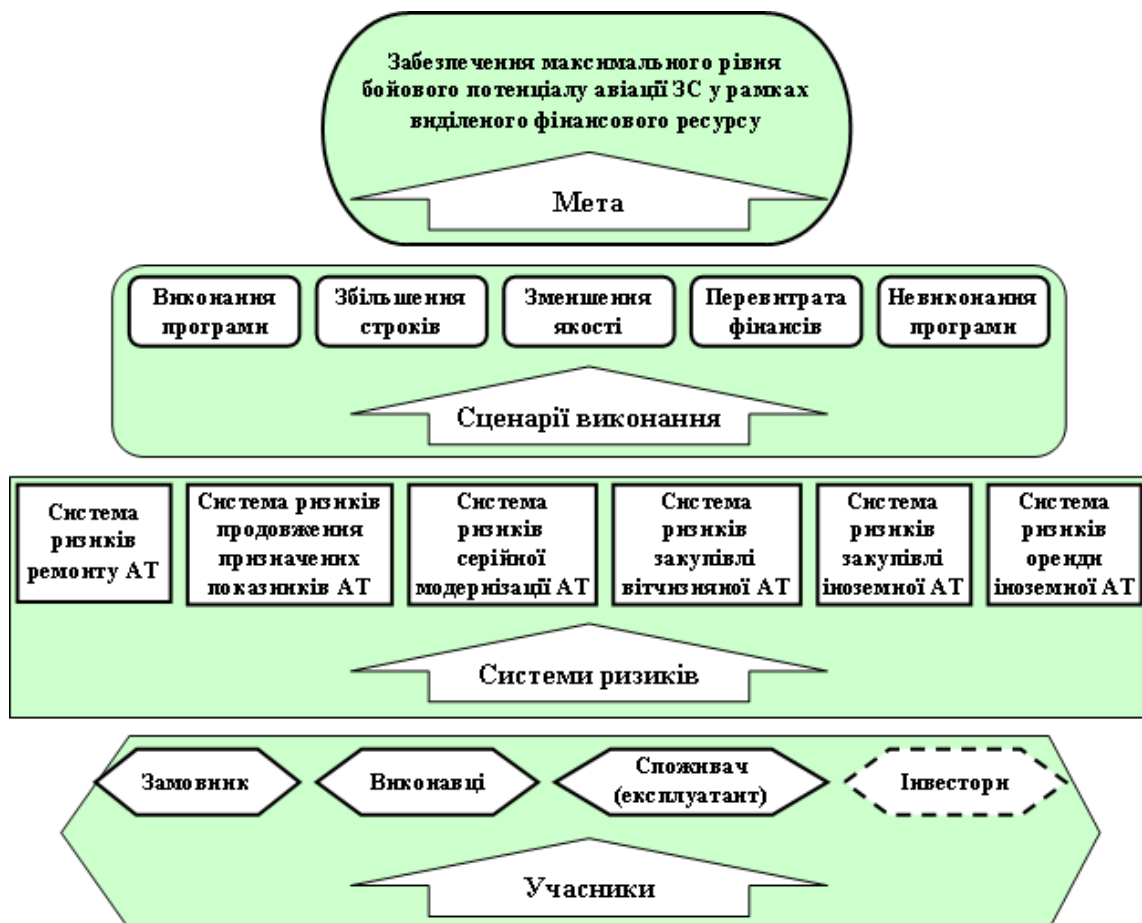 Забезпечення максимального рівня
бойового потенціалу авіації ЗС у рамках
виділеного фінансового ресурсу
Мета
Виконання
програми
Збільшення
строків
Зменшення
якості
Перевитрата
фінансів
Невиконання
програми
Сценарії виконання
Система
ризиків
ремонту АТ
Система ризиків
продовження
призначених
показників АТ
Система
ризиків
серійної
модернізації АТ
Система
ризиків
закупівлі
вітчизняної АТ
Система
ризиків
закупівлі
іноземної АТ
Система
ризиків
оренди
іноземної АТ
Системи ризиків
Замовник
Виконавці
Споживач
(експлуатант)
Інвестори
Учасники